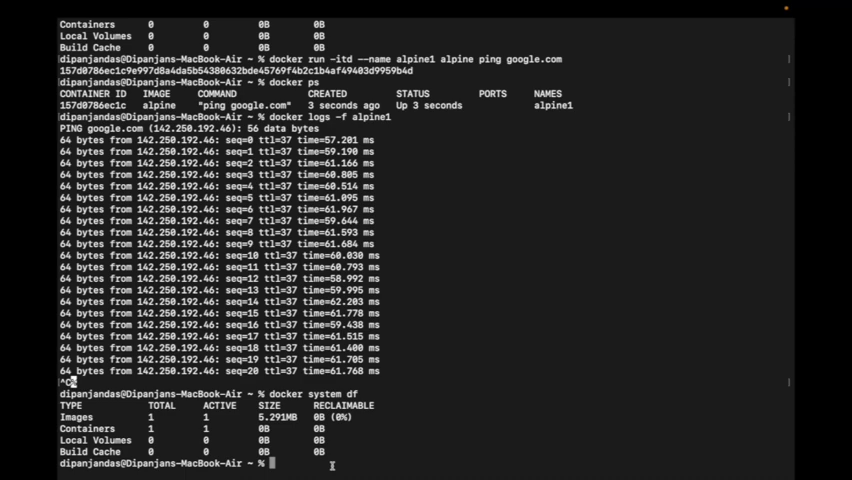 Containers 0 0 0B 0B
Local Volumes 0 0 0B 0B
Build Cache 0 0 0B 0B
dipanjandas@Dipanjans-MacBook-Air ~ % docker run -itd --name alpine1 alpine ping google.com
157d0786ec1c9e997d8a4da5b54380632bde45769f4b2c1b4af49403d9959b4d
dipanjandas@Dipanjans-MacBook-Air ~ % docker ps
CONTAINER ID IMAGE COMMAND CREATED STATUS PORTS NAMES
157d0786ec1c alpine "ping google.com" 3 seconds ago Up 3 seconds alpine1
dipanjandas@Dipanjans-MacBook-Air ~ % docker logs -f alpine1
PING google.com (142.250.192.46): 56 data bytes
64 bytes from 142.250.192.46: seq=0 ttl=37 time=57.201 ms
64 bytes from 142.250.192.46: seq=1 ttl=37 time=59.190 ms
64 bytes from 142.250.192.46: seq=2 ttl=37 time=61.166 ms
64 bytes from 142.250.192.46: seq=3 ttl=37 time=60.805 ms
64 bytes from 142.250.192.46: seq=4 ttl=37 time=60.514 ms
64 bytes from 142.250.192.46: seq=5 ttl=37 time=61.095 ms
64 bytes from 142.250.192.46: seq=6 ttl=37 time=61.967 ms
64 bytes from 142.250.192.46: seq=7 ttl=37 time=59.644 ms
64 bytes from 142.250.192.46: seq=8 ttl=37 time=61.593 ms
64 bytes from 142.250.192.46: seq=9 ttl=37 time=61.684 ms
64 bytes from 142.250.192.46: seq=10 ttl=37 time=60.030 ms
64 bytes from 142.250.192.46: seq=11 ttl=37 time=60.793 ms
64 bytes from 142.250.192.46: seq=12 ttl=37 time=58.992 ms
64 bytes from 142.250.192.46: seq=13 ttl=37 time=59.995 ms
64 bytes from 142.250.192.46: seq=14 ttl=37 time=62.203 ms
64 bytes from 142.250.192.46: seq=15 ttl=37 time=61.778 ms
64 bytes from 142.250.192.46: seq=16 ttl=37 time=59.438 ms
64 bytes from 142.250.192.46: seq=17 ttl=37 time=61.515 ms
64 bytes from 142.250.192.46: seq=18 ttl=37 time=61.400 ms
64 bytes from 142.250.192.46: seq=19 ttl=37 time=61.705 ms
64 bytes from 142.250.192.46: seq=20 ttl=37 time=61.768 ms
^C%
dipanjandas@Dipanjans-MacBook-Air ~ % docker system df
TYPE TOTAL ACTIVE SIZE RECLAIMABLE
Images 1 1 5.291MB 0B (0%)
Containers 1 1 0B 0B
Local Volumes 0 0 0B 0B
Build Cache 0 0 0B 0B
dipanjandas@Dipanjans-MacBook-Air ~ %